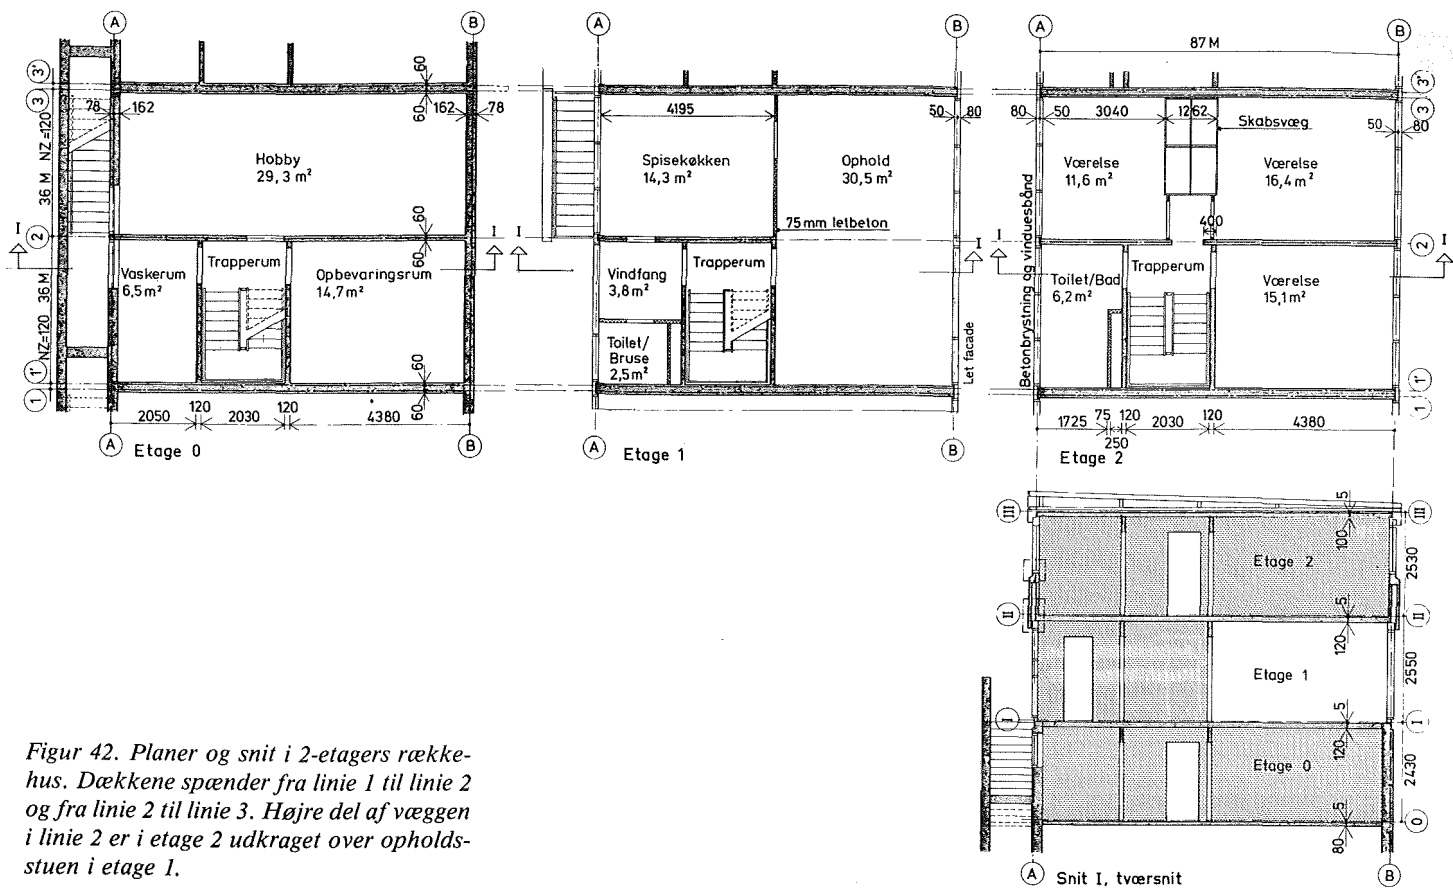 A
B
3'
3
78
162
60
60
162
78
NZ=120
36 M
Hobby
29,3 m²
I
2
60
60
I
Vaskerum
6,5 m²
Trapperum
Opbevaringsrum
14,7 m²
36 M
NZ=120
1'
1
60
60
2050
120
2030
120
4380
A
B
Etage 0
A
B
4195
50
80
Spisekøkken
14,3 m²
Ophold
30,5 m²
75 mm letbeton
I
I
Vindfang
3,8 m²
Trapperum
Toilet/
Bruse
2,5 m²
Let facade
A
B
Etage 1
A
B
87 M
3'
3
80
50
3040
1262
Skabsvæg
50
80
Værelse
11,6 m²
Værelse
16,4 m²
400
Betonbrystning og vinduesbånd
I
2
I
Toilet/Bad
6,2 m²
Trapperum
Værelse
15,1 m²
1'
1
1725
75
250
120
2030
120
4380
Etage 2
III
5
III
100
Etage 2
2530
II
5
II
120
Etage 1
2550
I
5
1
120
Etage 0
2430
5
0
80
A
B
Snit I, tværsnit
Figur 42. Planer og snit i 2-etagers række-
hus. Dækkene spænder fra linie 1 til linie 2
og fra linie 2 til linie 3. Højre del af væggen
i linie 2 er i etage 2 udkraget over opholds-
stuen i etage 1.